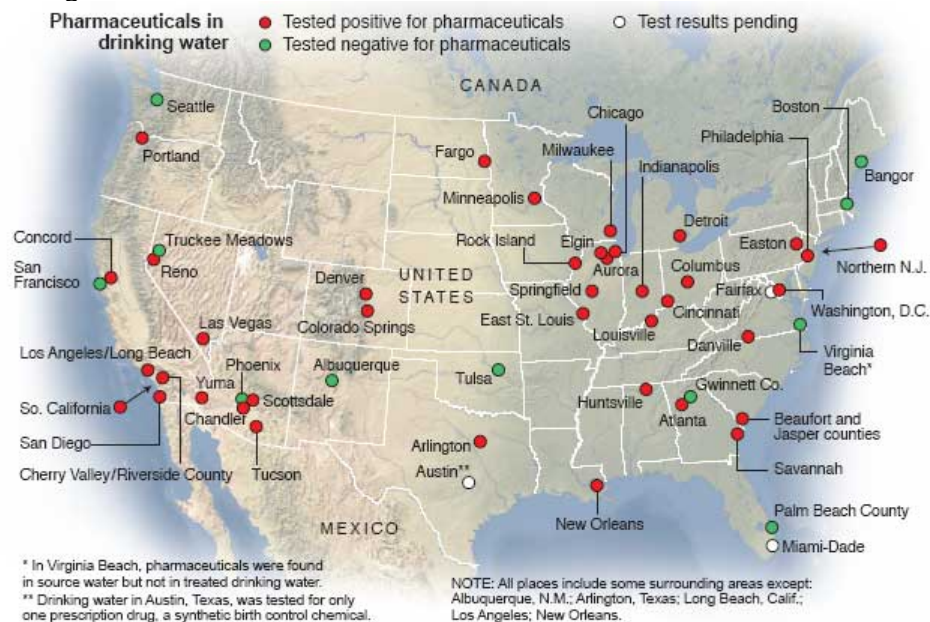 Pharmaceuticals in
drinking water
Tested positive for pharmaceuticals
Test results pending
Tested negative for pharmaceuticals
CANADA
Seattle
Portland
Fargo
Minneapolis
Milwaukee
Chicago
Indianapolis
Boston
Philadelphia
Bangor
Concord
San
Francisco
Truckee Meadows
Reno
Denver
Colorado Springs
UNITED
STATES
Rock Island
Elgin
Aurora
Detroit
Easton
Northern N.J.
Columbus
Fairfax
Springfield
Cincinnati
Washington, D.C.
East St. Louis
Louisville
Danville
Virginia
Beach*
Las Vegas
Los Angeles/Long Beach
Phoenix
Albuquerque
Tulsa
Yuma
Scottsdale
So. California
Chandler
San Diego
Tucson
Cherry Valley/Riverside County
Huntsville
Gwinnett Co.
Atlanta
Beaufort and
Jasper counties
Savannah
Arlington
Austin**
New Orleans
Palm Beach County
Miami-Dade
MEXICO
* In Virginia Beach, pharmaceuticals were found
in source water but not in treated drinking water.
** Drinking water in Austin, Texas, was tested for only
one prescription drug, a synthetic birth control chemical.
NOTE: All places include some surrounding areas except:
Albuquerque, N.M.; Arlington, Texas; Long Beach, Calif.;
Los Angeles; New Orleans.